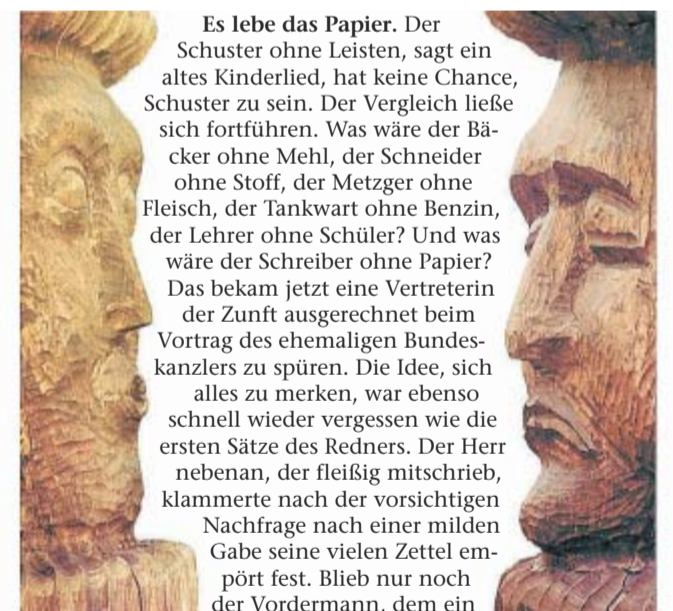 Es lebe das Papier. Der
Schuster ohne Leisten, sagt ein
altes Kinderlied, hat keine Chance,
Schuster zu sein. Der Vergleich ließe
sich fortführen. Was wäre der Bä-
cker ohne Mehl, der Schneider
ohne Stoff, der Metzger ohne
Fleisch, der Tankwart ohne Benzin,
der Lehrer ohne Schüler? Und was
wäre der Schreiber ohne Papier?
Das bekam jetzt eine Vertreterin
der Zunft ausgerechnet beim
Vortrag des ehemaligen Bundes-
kanzlers zu spüren. Die Idee, sich
alles zu merken, war ebenso
schnell wieder vergessen wie die
ersten Sätze des Redners. Der Herr
nebenan, der fleißig mitschrieb,
klammerte nach der vorsichtigen
Nachfrage nach einer milden
Gabe seine vielen Zettel em-
pört fest. Blieb nur noch
der Vordermann, dem ein